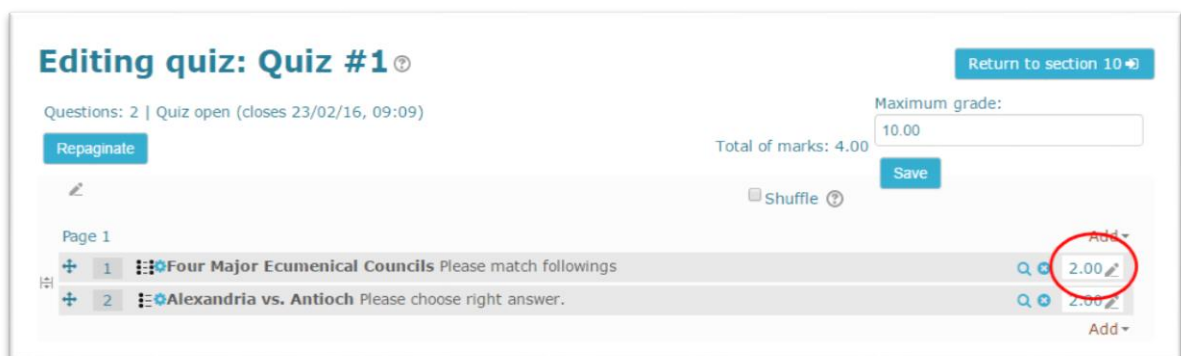 Editing quiz: Quiz #1
Return to section 10
Questions: 2 | Quiz open (closes 23/02/16, 09:09)
Maximum grade:
10.00
Repaginate
Total of marks: 4.00
Save
Shuffle
Page 1
Add
1 Four Major Ecumenical Councils Please match followings 2.00
2 Alexandria vs. Antioch Please choose right answer. 2.00
Add